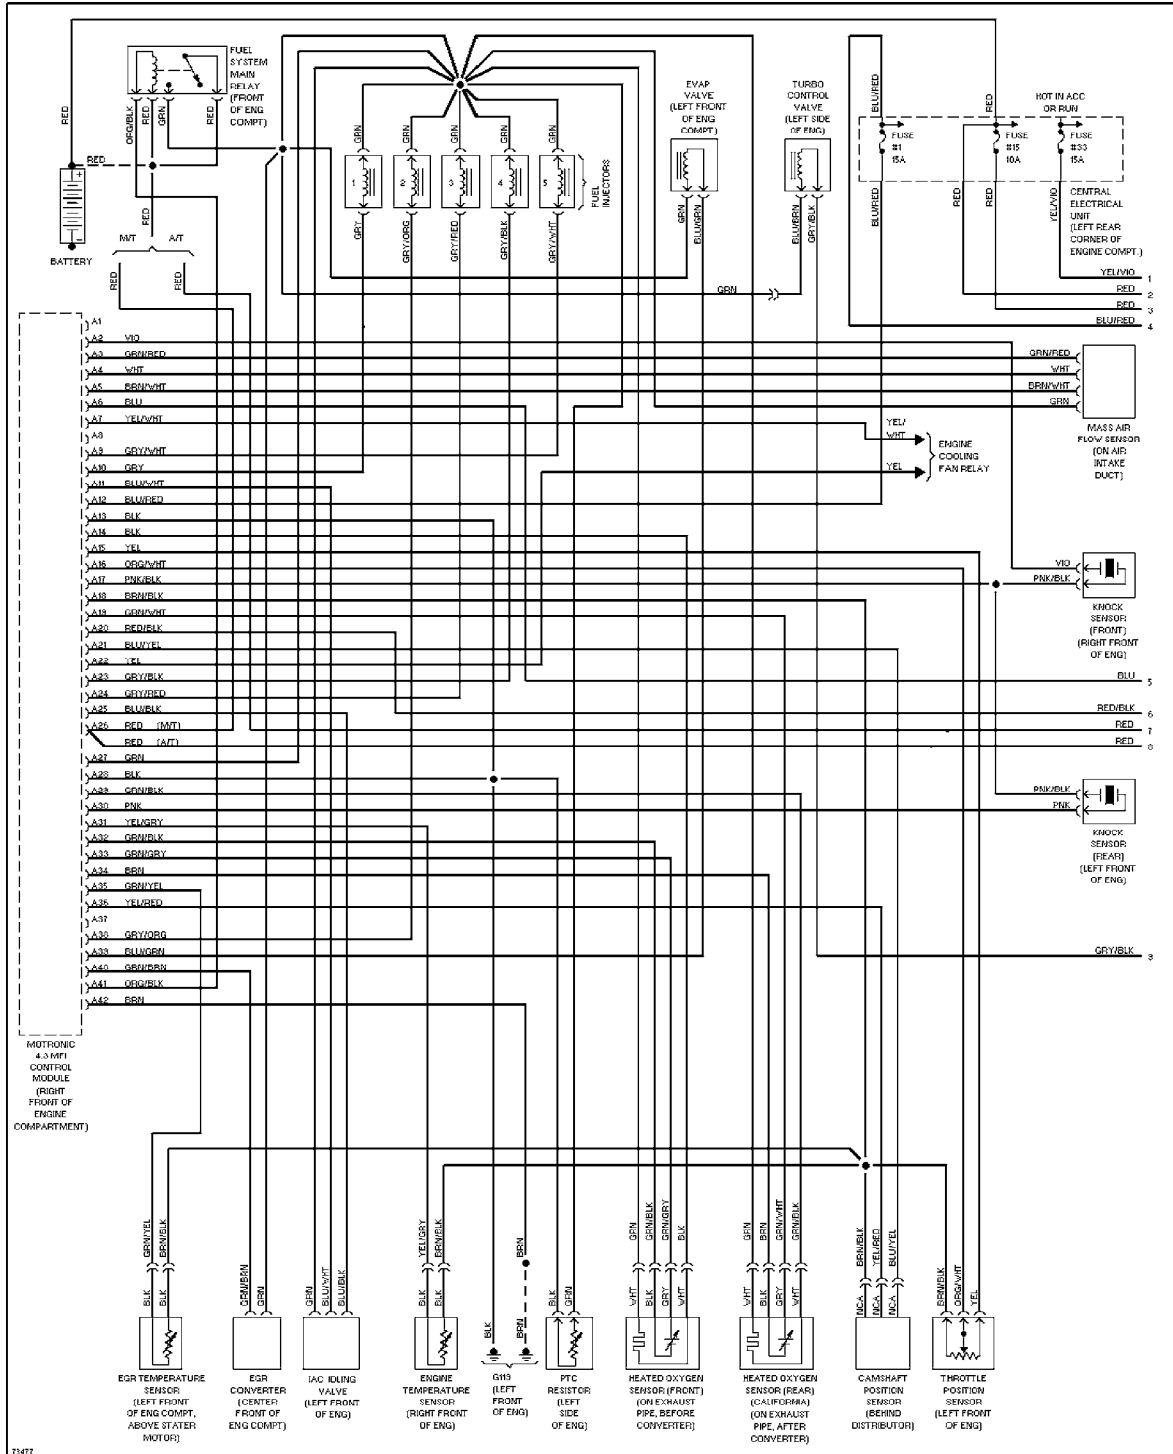 FUEL
SYSTEM
MAIN
RELAY
(FRONT
OF ENG
COMPT)
RED
ORG/BLK
RED
GRN
RED
RED
BATTERY
RED
M/T
A/T
RED
RED
GRN
GRN
GRN
GRN
GRN
1
2
3
4
5
FUEL
INJECTORS
GRY
GRY/ORG
GRY/RED
GRY/BLK
GRY/WHT
EVAP
VALVE
(LEFT FRONT
OF ENG
COMPT)
GRN
BLU/GRN
TURBO
CONTROL
VALVE
(LEFT SIDE
OF ENG)
BLU/BRN
GRY/BLK
GRN
BLU/RED
RED
HOT IN ACC
OR RUN
FUSE
#1
15A
FUSE
#15
10A
FUSE
#33
15A
BLU/RED
RED
RED
YEL/VIO
CENTRAL
ELECTRICAL
UNIT
(LEFT REAR
CORNER OF
ENGINE COMPT.)
YEL/VIO 1
RED 2
RED 3
BLU/RED 4
A1
A2 VIO
A3 GRN/RED
A4 WHT
A5 BRN/WHT
A6 BLU
A7 YEL/WHT
A8
A9 GRY/WHT
A10 GRY
A11 BLU/WHT
A12 BLU/RED
A13 BLK
A14 BLK
A15 YEL
A16 ORG/WHT
A17 PNK/BLK
A18 BRN/BLK
A19 GRN/WHT
A20 RED/BLK
A21 BLU/YEL
A22 YEL
A23 GRY/BLK
A24 GRY/RED
A25 BLU/BLK
A26 RED (M/T)
RED (A/T)
A27 GRN
A28 BLK
A29 GRN/BLK
A30 PNK
A31 YEL/GRY
A32 GRN/BLK
A33 GRN/GRY
A34 BRN
A35 GRN/YEL
A36 YEL/RED
A37
A38 GRY/ORG
A39 BLU/GRN
A40 GRN/BRN
A41 ORG/BLK
A42 BRN
MOTRONIC
4.3 MFI
CONTROL
MODULE
(RIGHT
FRONT OF
ENGINE
COMPARTMENT)
GRN/RED
WHT
BRN/WHT
GRN
MASS AIR
FLOW SENSOR
(ON AIR
INTAKE
DUCT)
YEL/
WHT
YEL
ENGINE
COOLING
FAN RELAY
VIO
PNK/BLK
KNOCK
SENSOR
(FRONT)
(RIGHT FRONT
OF ENG)
BLU 5
RED/BLK 6
RED 7
RED 8
PNK/BLK
PNK
KNOCK
SENSOR
(REAR)
(LEFT FRONT
OF ENG)
GRY/BLK 9
GRN/YEL
BRN/BLK
BLK
BLK
EGR TEMPERATURE
SENSOR
(LEFT FRONT
OF ENG COMPT,
ABOVE STATER
MOTOR)
GRN/BRN
GRN
EGR
CONVERTER
(CENTER
FRONT OF
ENG COMPT)
GRN
BLU/WHT
BLU/BLK
IAC IDLING
VALVE
(LEFT FRONT
OF ENG)
YEL/GRY
BRN/BLK
BLK
BLK
ENGINE
TEMPERATURE
SENSOR
(RIGHT FRONT
OF ENG)
BLK
BRN
BRN
G119
(LEFT
FRONT
OF ENG)
BLK
GRN
PTC
RESISTOR
(LEFT
SIDE
OF ENG)
GRN
GRN/BLK
GRN/GRY
BLK
WHT
BLK
GRY
WHT
HEATED OXYGEN
SENSOR (FRONT)
(ON EXHAUST
PIPE, BEFORE
CONVERTER)
GRN
BRN
GRN/WHT
GRN/BLK
WHT
BLK
GRY
WHT
HEATED OXYGEN
SENSOR (REAR)
(CALIFORNIA)
(ON EXHAUST
PIPE, AFTER
CONVERTER)
BRN/BLK
YEL/RED
BLU/YEL
NCA
NCA
NCA
CAMSHAFT
POSITION
SENSOR
(BEHIND
DISTRIBUTOR)
BRN/BLK
ORG/WHT
YEL
THROTTLE
POSITION
SENSOR
(LEFT FRONT
OF ENG)
73477